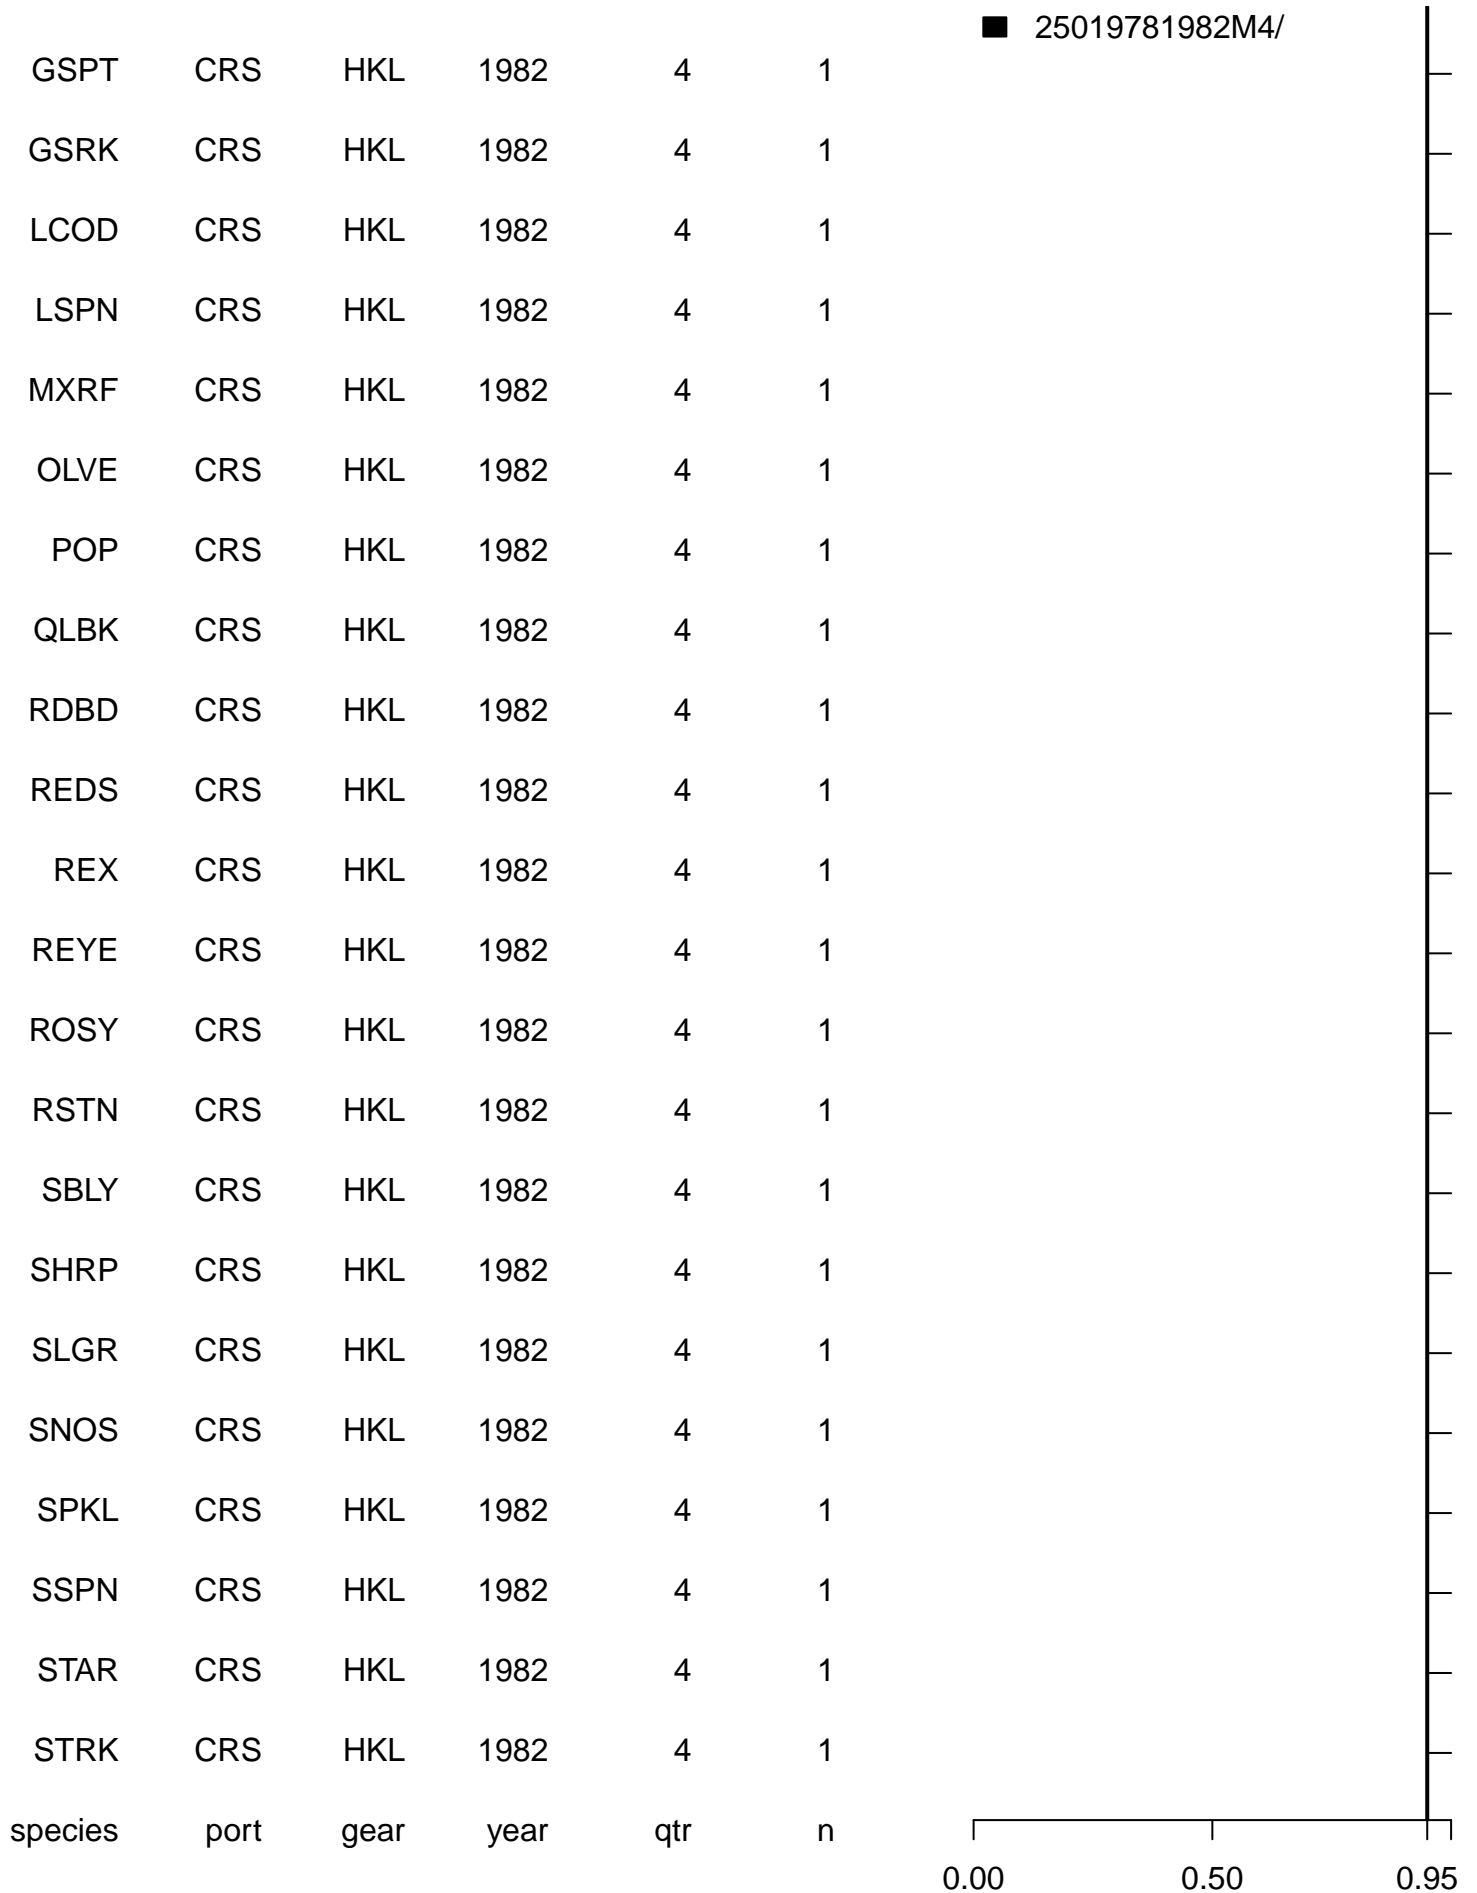 25019781982M4/
GSPT CRS HKL 1982 4 1
GSRK CRS HKL 1982 4 1
LCOD CRS HKL 1982 4 1
LSPN CRS HKL 1982 4 1
MXRF CRS HKL 1982 4 1
OLVE CRS HKL 1982 4 1
POP CRS HKL 1982 4 1
QLBK CRS HKL 1982 4 1
RDBD CRS HKL 1982 4 1
REDS CRS HKL 1982 4 1
REX CRS HKL 1982 4 1
REYE CRS HKL 1982 4 1
ROSY CRS HKL 1982 4 1
RSTN CRS HKL 1982 4 1
SBLY CRS HKL 1982 4 1
SHRP CRS HKL 1982 4 1
SLGR CRS HKL 1982 4 1
SNOS CRS HKL 1982 4 1
SPKL CRS HKL 1982 4 1
SSPN CRS HKL 1982 4 1
STAR CRS HKL 1982 4 1
STRK CRS HKL 1982 4 1
species port gear year qtr n
0.00 0.50 0.95